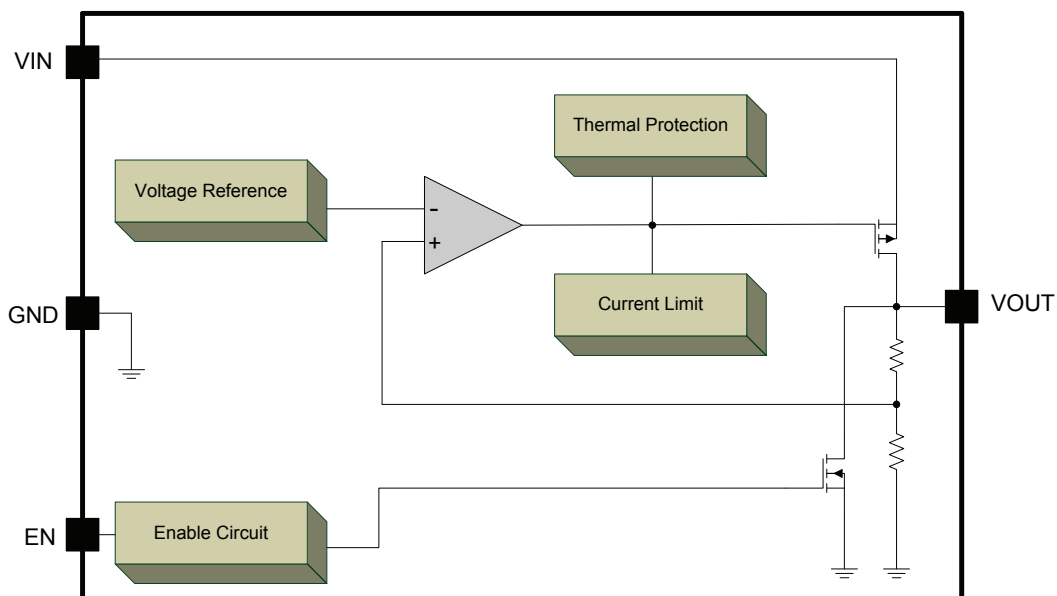 VIN
Thermal Protection
Voltage Reference
-
+
Current Limit
GND
VOUT
EN
Enable Circuit